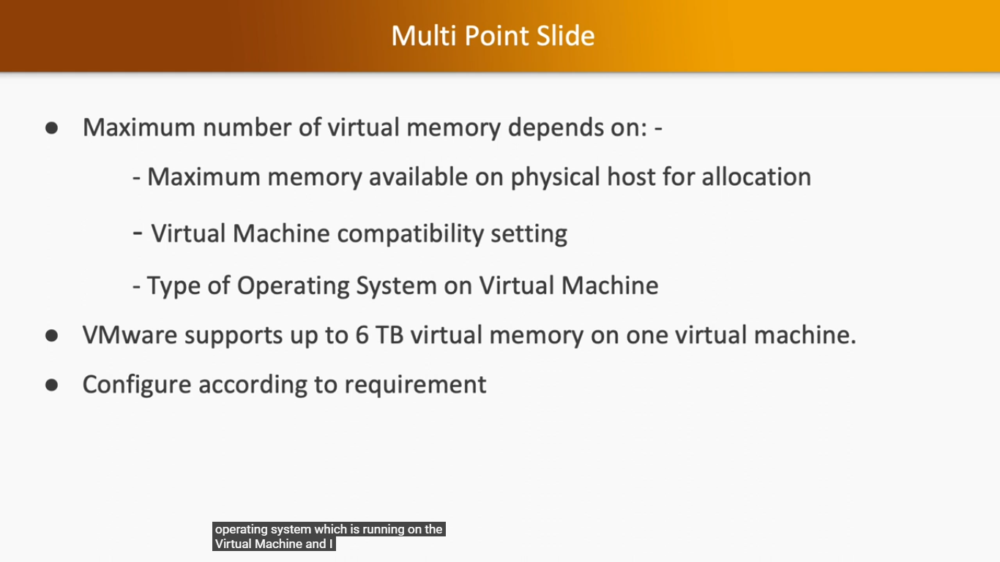 Multi Point Slide
● Maximum number of virtual memory depends on: -
- Maximum memory available on physical host for allocation
- Virtual Machine compatibility setting
- Type of Operating System on Virtual Machine
● VMware supports up to 6 TB virtual memory on one virtual machine.
● Configure according to requirement
operating system which is running on the
Virtual Machine and I